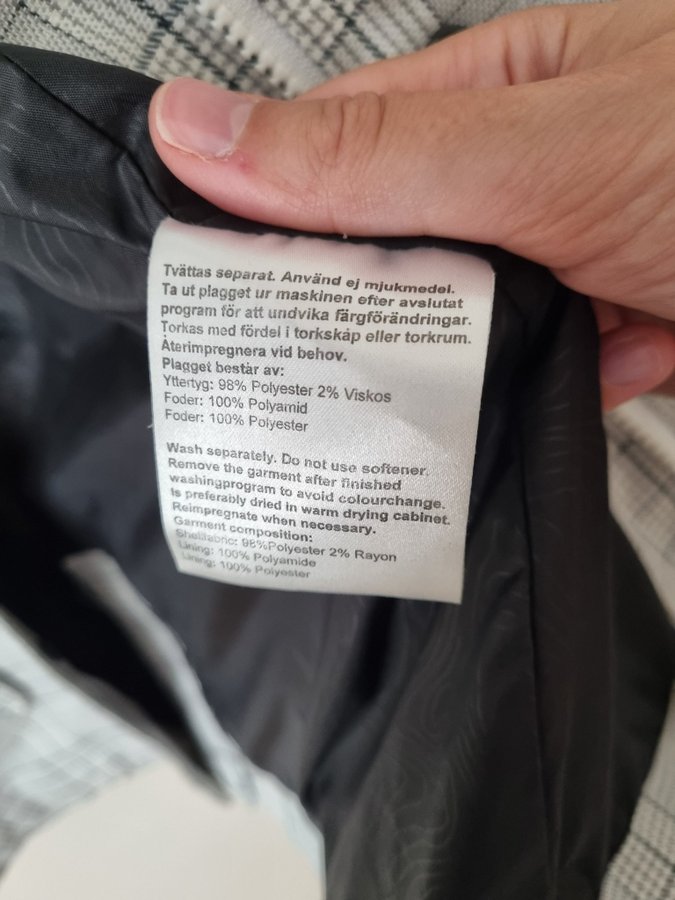 Tvättas separat. Använd ej mjukmedel.
Ta ut plagget ur maskinen efter avslutat
program för att undvika färgförändringar.
Torkas med fördel i torkskåp eller torkrum.
Återimpregnera vid behov.
Plagget består av:
Yttertyg: 98% Polyester 2% Viskos
Foder: 100% Polyamid
Foder: 100% Polyester
Wash separately. Do not use softener.
Remove the garment after finished
washingprogram to avoid colourchange.
Is preferably dried in warm drying cabinet.
Reimpregnate when necessary.
Garment composition:
Shellfabric: 98%Polyester 2% Rayon
Lining: 100% Polyamide
Lining: 100% Polyester